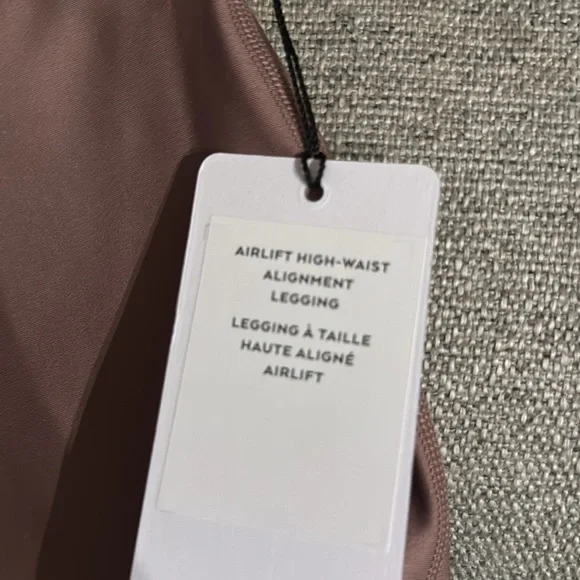 AIRLIFT HIGH-WAIST
ALIGNMENT
LEGGING
LEGGING À TAILLE
HAUTE ALIGNÉ
AIRLIFT